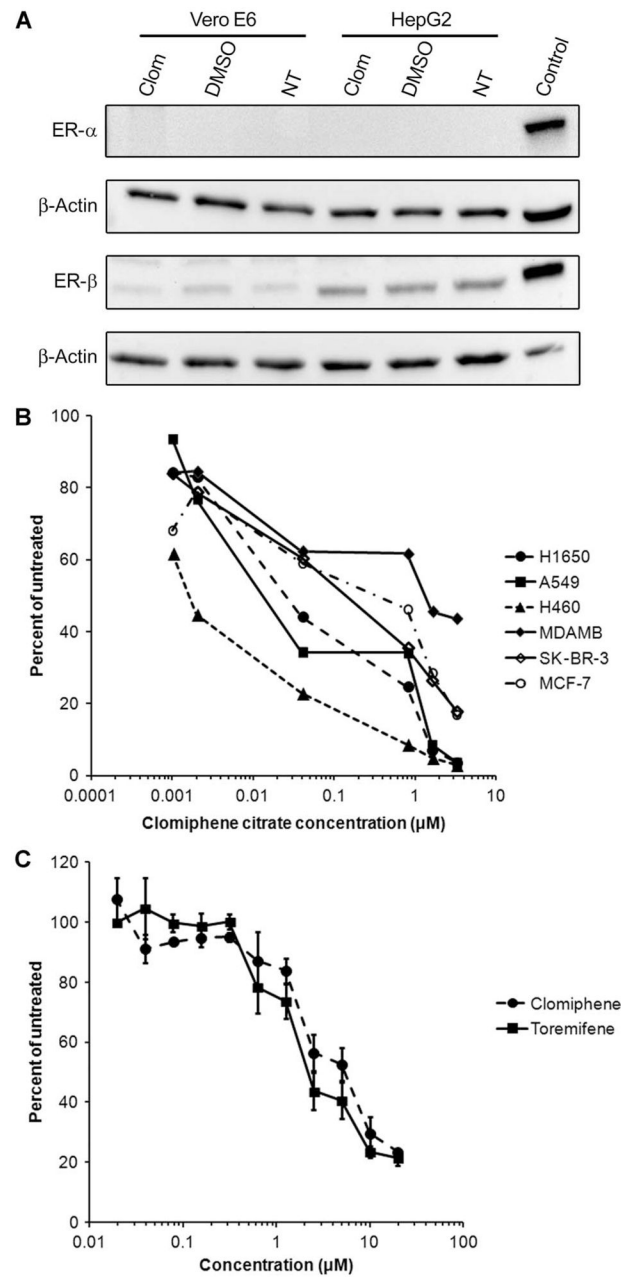 A
Vero E6 HepG2
Clom DMSO NT Clom DMSO NT Control
ER-α
β-Actin
ER-β
β-Actin
B
100
80
60
40
20
0
Percent of untreated
0.0001 0.001 0.01 0.1 1 10
Clomiphene citrate concentration (µM)
H1650
A549
H460
MDAMB
SK-BR-3
MCF-7
C
120
100
80
60
40
20
0
Percent of untreated
0.01 0.1 1 10 100
Concentration (µM)
Clomiphene
Toremifene